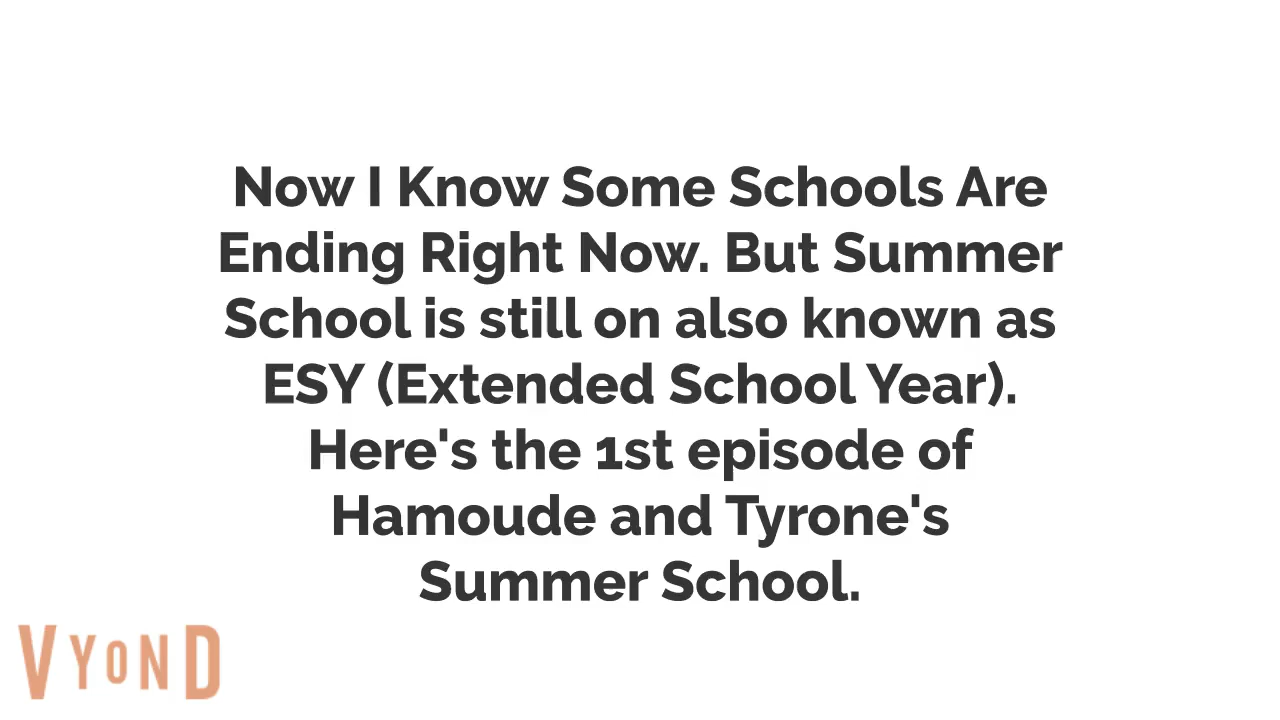 Now I Know Some Schools Are
Ending Right Now. But Summer
School is still on also known as
ESY (Extended School Year).
Here's the 1st episode of
Hamoude and Tyrone's
Summer School.
VYOND